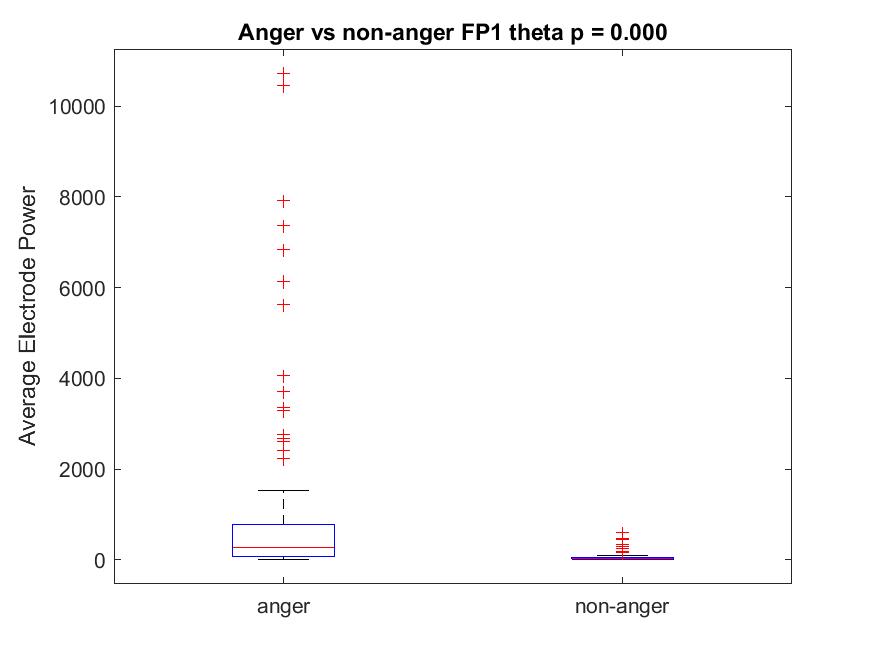 Anger vs non-anger FP1 theta p = 0.000
Average Electrode Power
10000
8000
6000
4000
2000
0
anger
non-anger